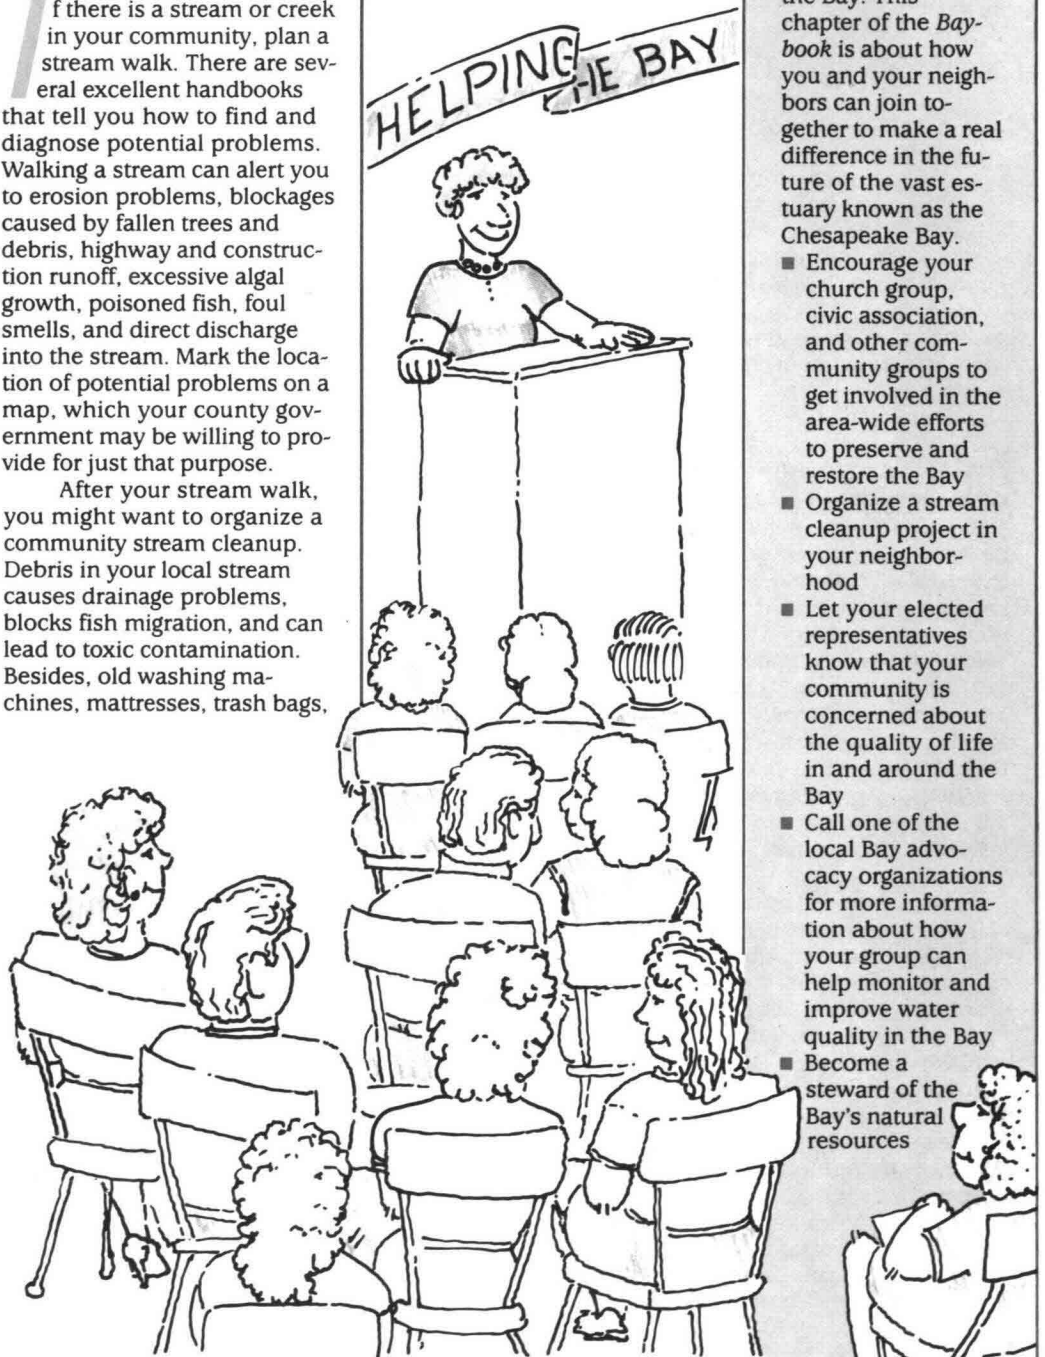 If there is a stream or creek
in your community, plan a
stream walk. There are sev-
eral excellent handbooks
that tell you how to find and
diagnose potential problems.
Walking a stream can alert you
to erosion problems, blockages
caused by fallen trees and
debris, highway and construc-
tion runoff, excessive algal
growth, poisoned fish, foul
smells, and direct discharge
into the stream. Mark the loca-
tion of potential problems on a
map, which your county gov-
ernment may be willing to pro-
vide for just that purpose.
After your stream walk,
you might want to organize a
community stream cleanup.
Debris in your local stream
causes drainage problems,
blocks fish migration, and can
lead to toxic contamination.
Besides, old washing ma-
chines, mattresses, trash bags,
HELPING THE BAY
the Bay. This
chapter of the Bay-
book is about how
you and your neigh-
bors can join to-
gether to make a real
difference in the fu-
ture of the vast es-
tuary known as the
Chesapeake Bay.
■ Encourage your
church group,
civic association,
and other com-
munity groups to
get involved in the
area-wide efforts
to preserve and
restore the Bay
■ Organize a stream
cleanup project in
your neighbor-
hood
■ Let your elected
representatives
know that your
community is
concerned about
the quality of life
in and around the
Bay
■ Call one of the
local Bay advo-
cacy organizations
for more informa-
tion about how
your group can
help monitor and
improve water
quality in the Bay
■ Become a
steward of the
Bay's natural
resources